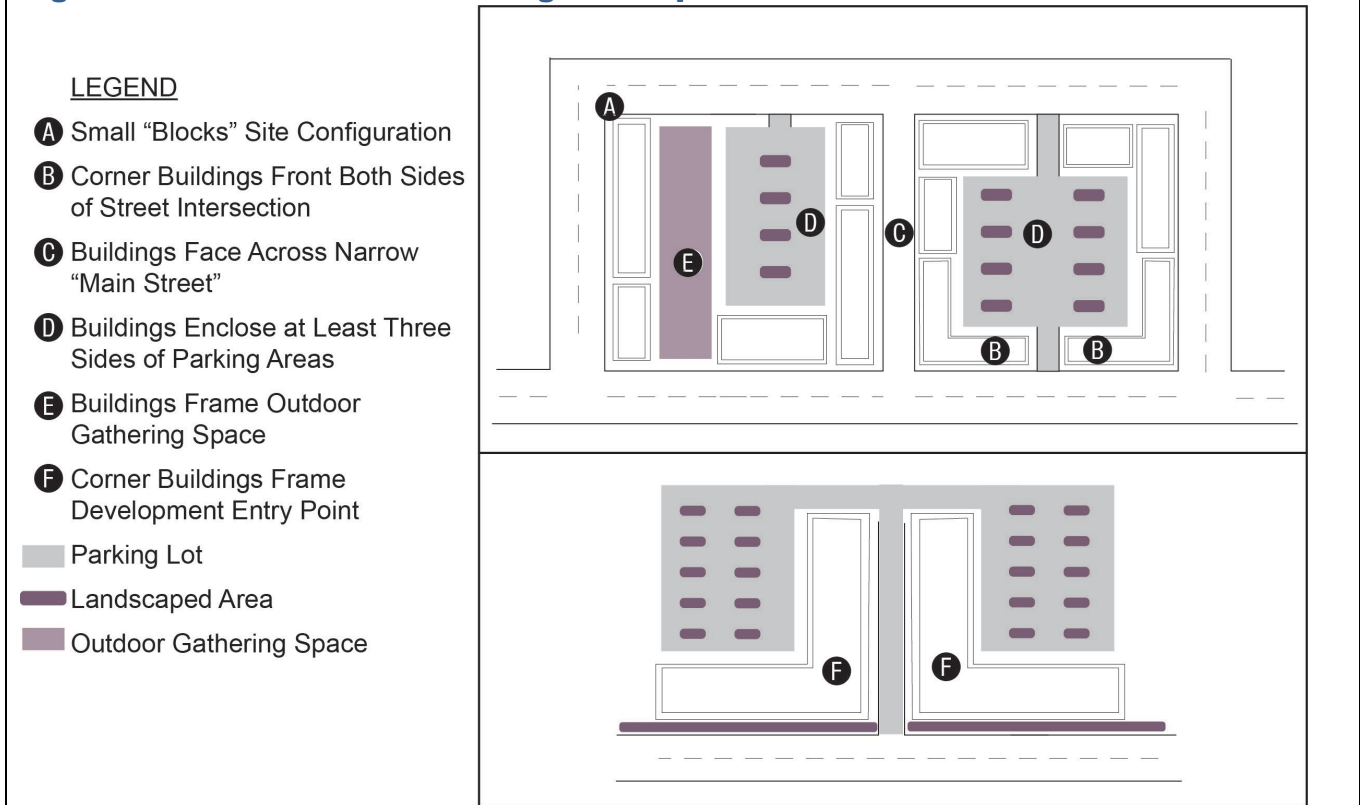 LEGEND
A Small “Blocks” Site Configuration
B Corner Buildings Front Both Sides
of Street Intersection
C Buildings Face Across Narrow
“Main Street”
D Buildings Enclose at Least Three
Sides of Parking Areas
E Buildings Frame Outdoor
Gathering Space
F Corner Buildings Frame
Development Entry Point
Parking Lot
Landscaped Area
Outdoor Gathering Space
A
D
E
C
D
B
B
F
F